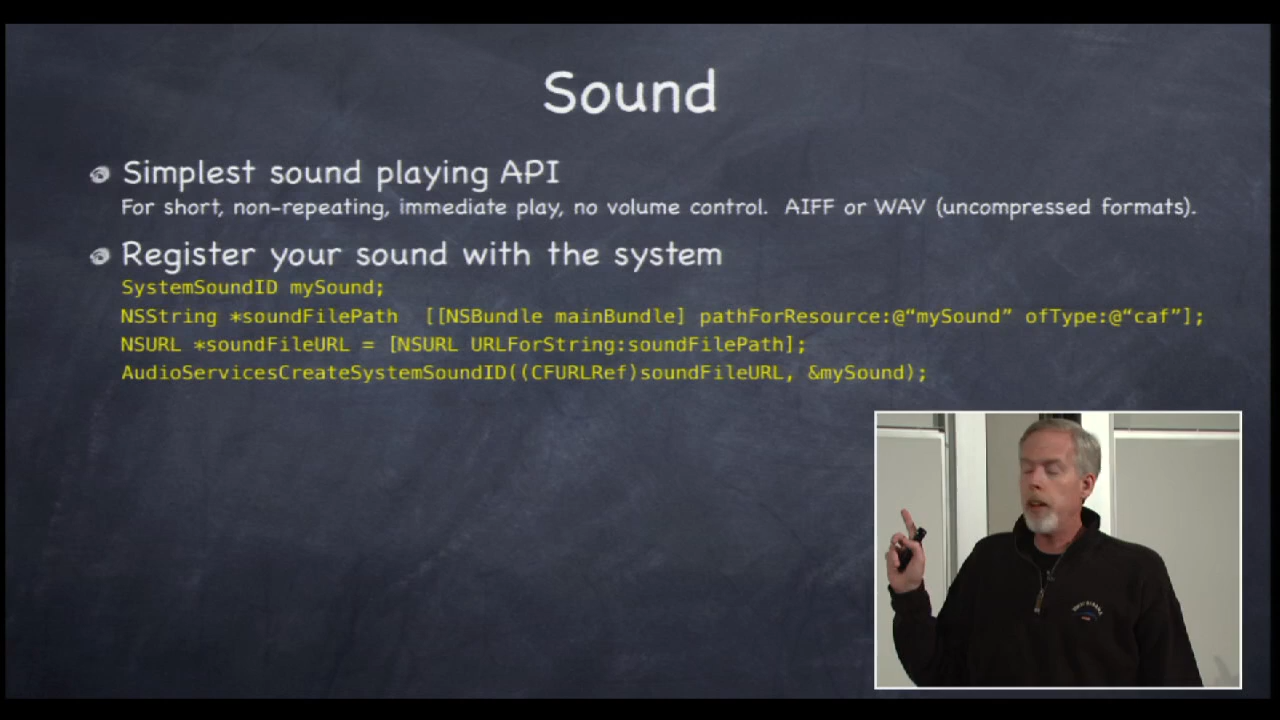 Sound
Simplest sound playing API
For short, non-repeating, immediate play, no volume control. AIFF or WAV (uncompressed formats).
Register your sound with the system
SystemSoundID mySound;
NSString *soundFilePath [[NSBundle mainBundle] pathForResource:@“mySound” ofType:@“caf”];
NSURL *soundFileURL = [NSURL URLForString:soundFilePath];
AudioServicesCreateSystemSoundID((CFURLRef)soundFileURL, &mySound);